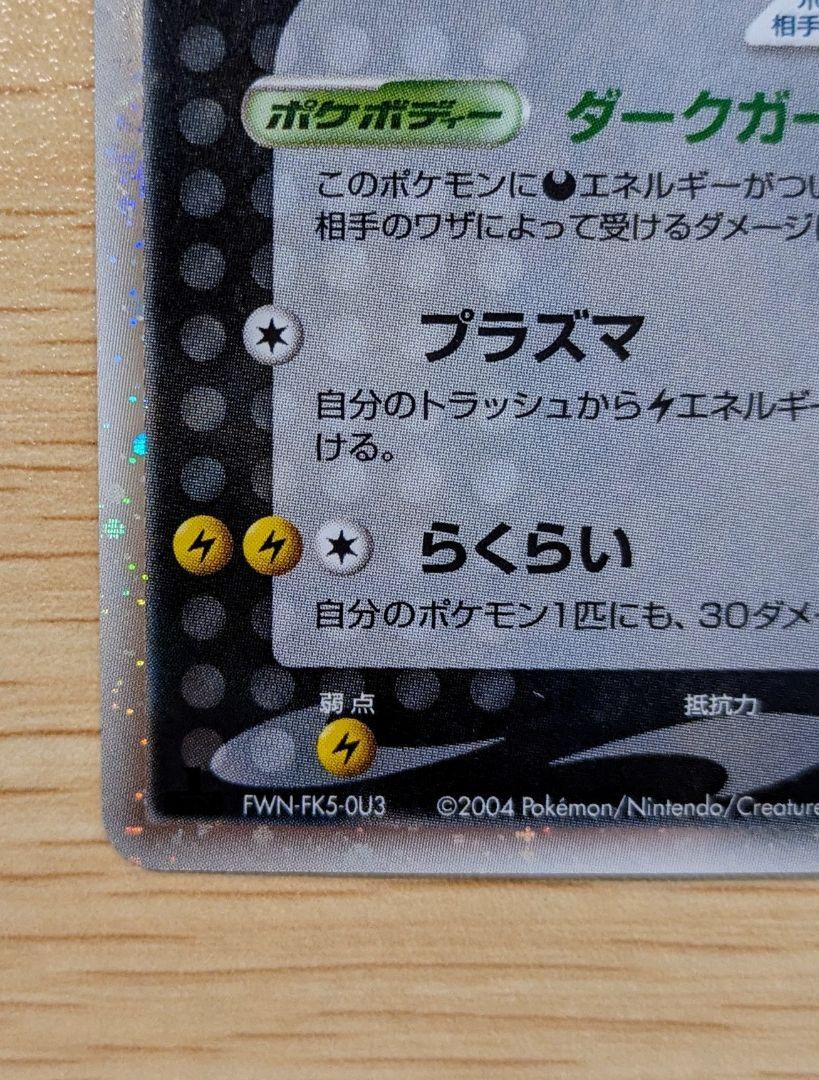 相手
ポケボディー ダークガー
このポケモンにエネルギーがつい
相手のワザによって受けるダメージ
プラズマ
自分のトラッシュからエネルギー
ける。
らくらい
自分のポケモン1匹にも、30ダメー
弱点 抵抗力
FWN-FK5-0U3 ©2004 Pokémon/Nintendo/Creature